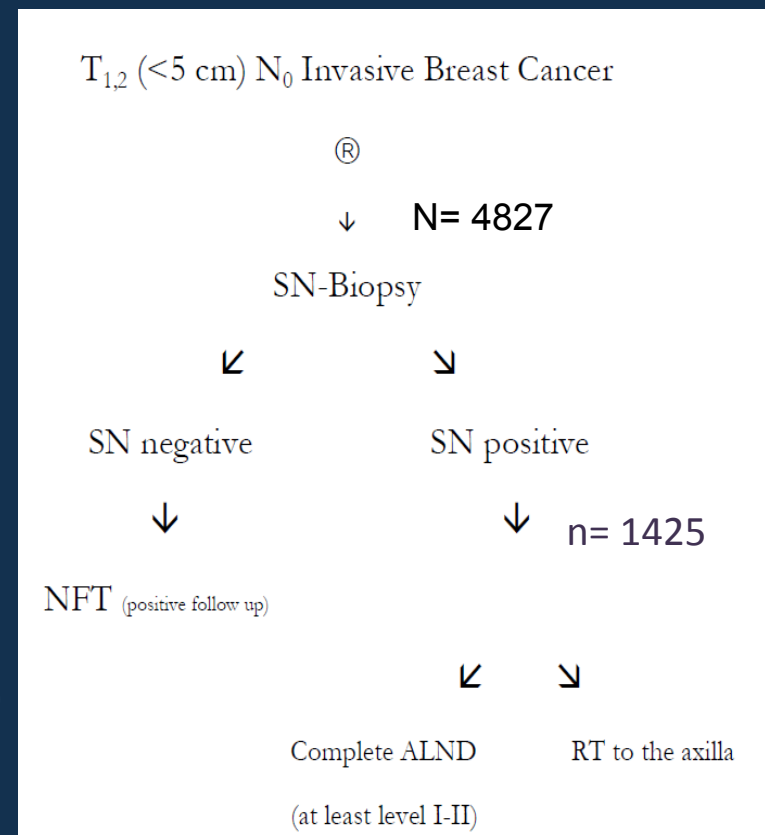 T1,2 (<5 cm) N0 Invasive Breast Cancer
®
↓ N= 4827
SN-Biopsy
↙ ↘
SN negative SN positive
↓ ↓ n= 1425
NFT (positive follow up)
↙ ↘
Complete ALND RT to the axilla
(at least level I-II)